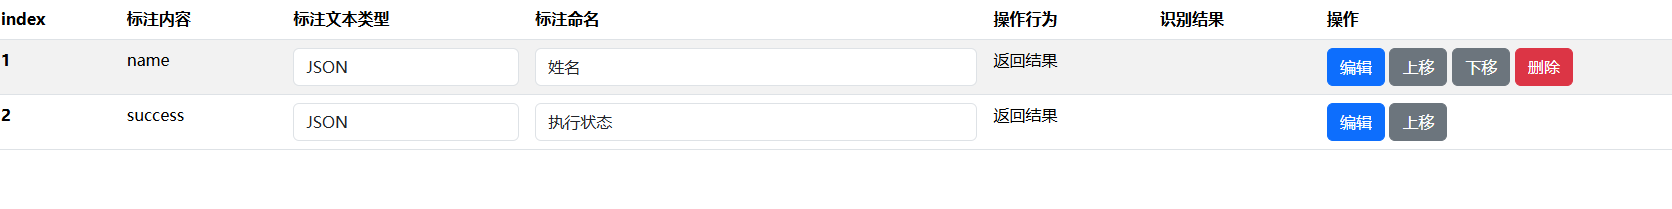 index 标注内容 标注文本类型 标注命名 操作行为 识别结果 操作
1 name JSON 姓名 返回结果 编辑 上移 下移 删除
2 success JSON 执行状态 返回结果 编辑 上移